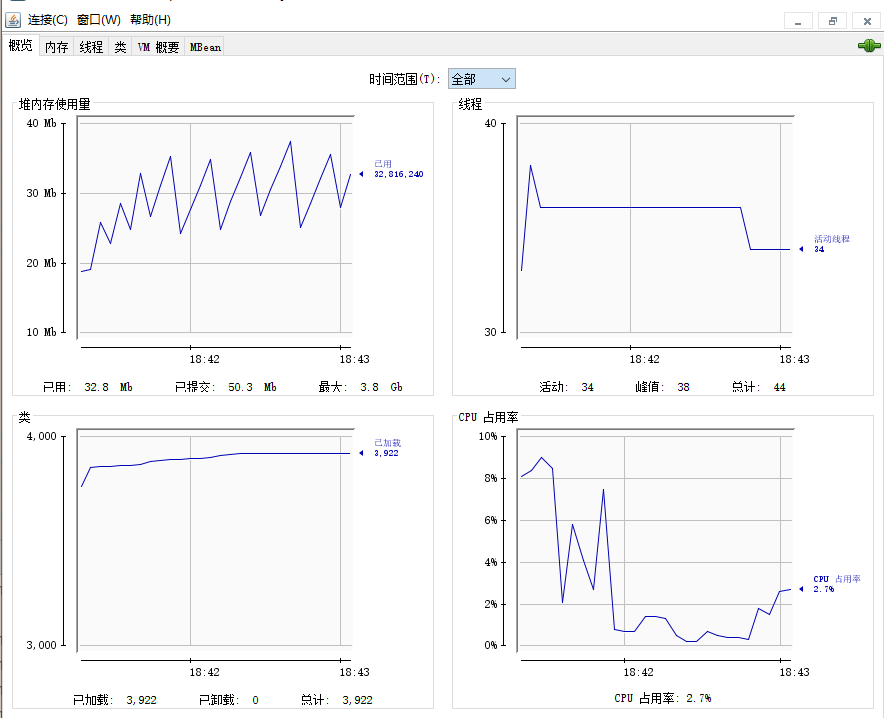 连接(C) 窗口(W) 帮助(H)
概览 内存 线程 类 VM 概要 MBean
时间范围(T): 全部
堆内存使用量
40 Mb
30 Mb
20 Mb
10 Mb
18:42 18:43
已用
32,816,240
已用: 32.8 Mb 已提交: 50.3 Mb 最大: 3.8 Gb
线程
40
30
18:42 18:43
活动线程
34
活动: 34 峰值: 38 总计: 44
类
4,000
3,000
18:42 18:43
已加载
3,922
已加载: 3,922 已卸载: 0 总计: 3,922
CPU 占用率
10%
8%
6%
4%
2%
0%
18:42 18:43
CPU 占用率
2.7%
CPU 占用率: 2.7%